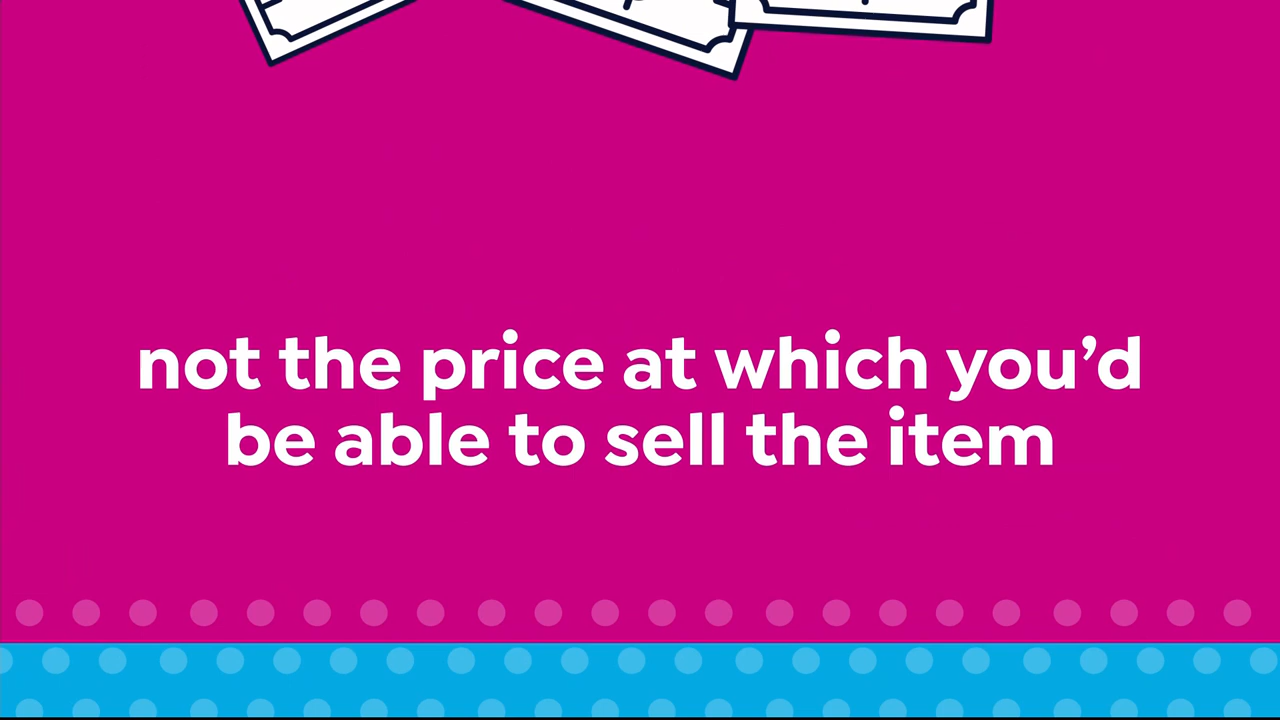 not the price at which you’d
be able to sell the item